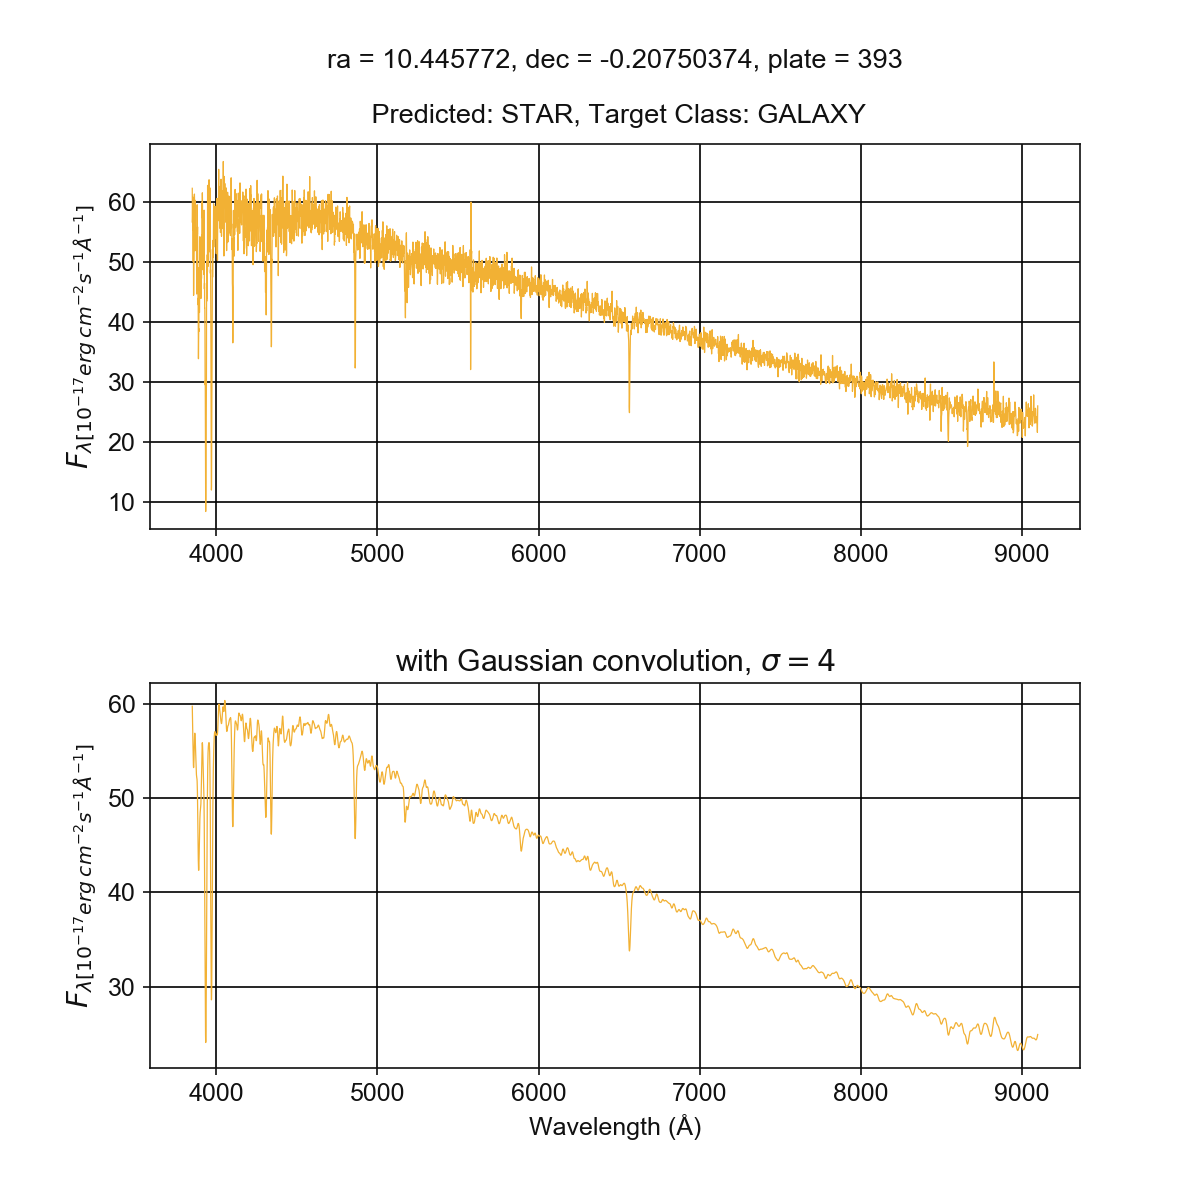 ra = 10.445772, dec = -0.20750374, plate = 393
Predicted: STAR, Target Class: GALAXY
F_λ[10⁻¹⁷erg cm⁻²s⁻¹Å⁻¹]
60
50
40
30
20
10
4000 5000 6000 7000 8000 9000
with Gaussian convolution, σ = 4
F_λ[10⁻¹⁷erg cm⁻²s⁻¹Å⁻¹]
60
50
40
30
4000 5000 6000 7000 8000 9000
Wavelength (Å)